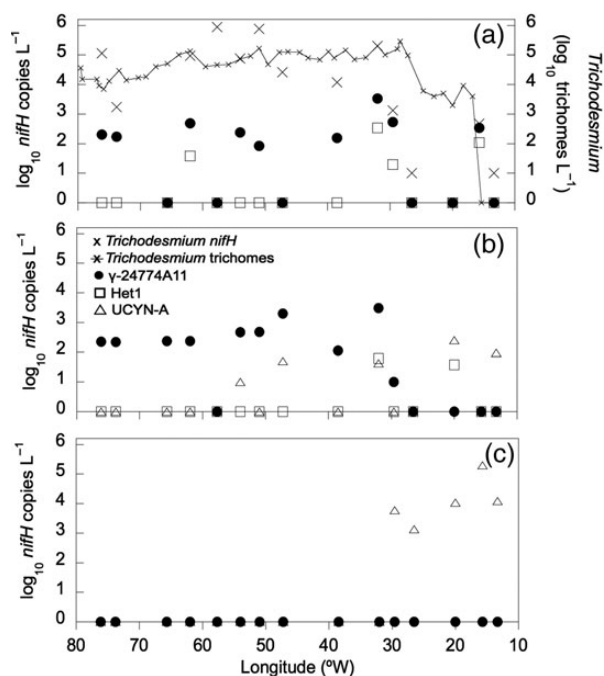 (a)
log10 nifH copies L−1
6
5
4
3
2
1
0
6
5
4
3
2
1
0
Trichodesmium
(log10 trichomes L−1)
(b)
log10 nifH copies L−1
6
5
4
3
2
1
0
Trichodesmium nifH
Trichodesmium trichomes
γ-24774A11
Het1
UCYN-A
(c)
log10 nifH copies L−1
6
5
4
3
2
1
0
80 70 60 50 40 30 20 10
Longitude (ºW)